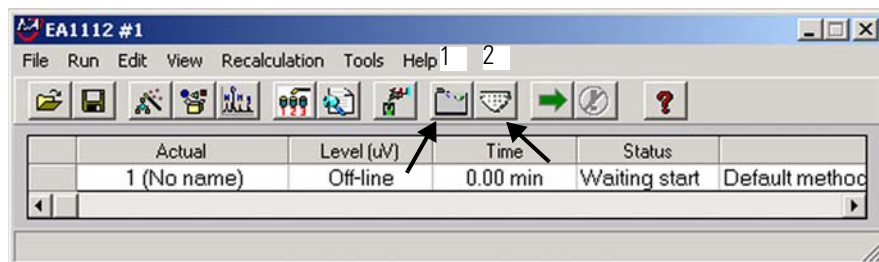 EA1112 #1
File Run Edit View Recalculation Tools Help 1 2
Actual Level (uV) Time Status
1 (No name) Off-line 0.00 min Waiting start Default methoc